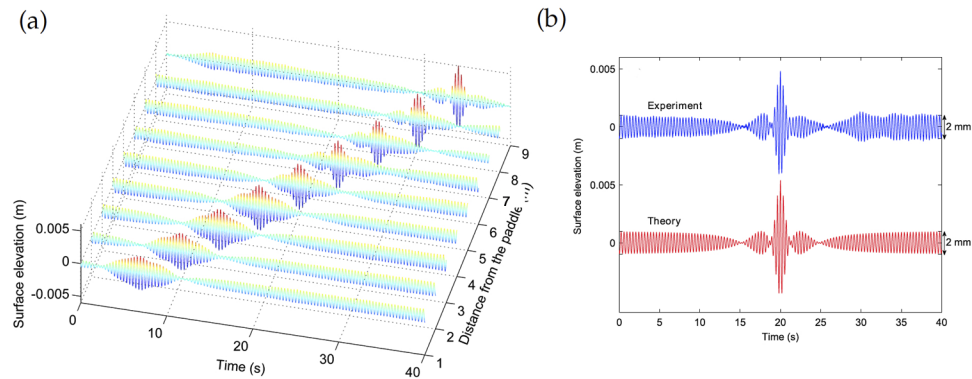 (a)
Surface elevation (m)
0.005
0
-0.005
0
10
20
30
40
Time (s)
1
2
3
4
5
6
7
8
9
Distance from the paddle
(b)
0.005
Experiment
0
2 mm
0.005
Theory
0
2 mm
Surface elevation (m)
Surface elevation (m)
0
5
10
15
20
25
30
35
40
Time (s)